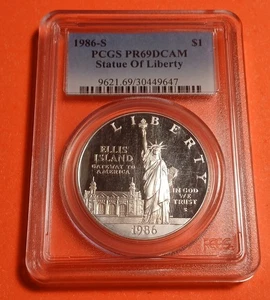 1986-S $1
PCGS PR69DCAM
Statue Of Liberty
9621.69/30449647
LIBERTY
ELLIS
ISLAND
GATEWAY TO
AMERICA
IN GOD
WE
TRUST
S
1986
PCGS